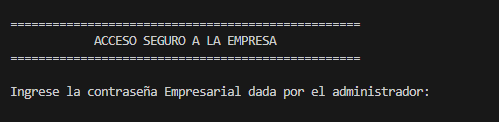 ==================================================
ACCESO SEGURO A LA EMPRESA
==================================================
Ingrese la contraseña Empresarial dada por el administrador: